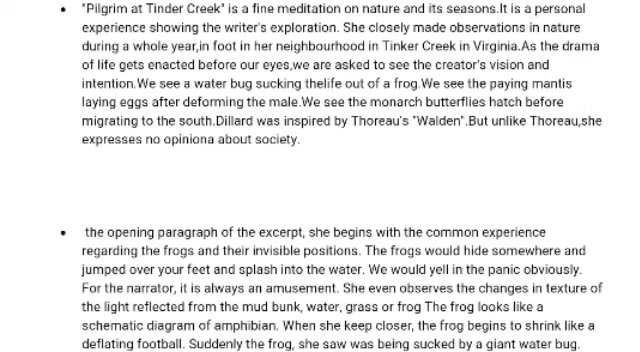 • "Pilgrim at Tinder Creek" is a fine meditation on nature and its seasons.It is a personal
experience showing the writer's exploration. She closely made observations in nature
during a whole year,in foot in her neighbourhood in Tinker Creek in Virginia.As the drama
of life gets enacted before our eyes,we are asked to see the creator's vision and
intention.We see a water bug sucking thelife out of a frog.We see the paying mantis
laying eggs after deforming the male.We see the monarch butterflies hatch before
migrating to the south.Dillard was inspired by Thoreau's "Walden".But unlike Thoreau,she
expresses no opiniona about society.
• the opening paragraph of the excerpt, she begins with the common experience
regarding the frogs and their invisible positions. The frogs would hide somewhere and
jumped over your feet and splash into the water. We would yell in the panic obviously.
For the narrator, it is always an amusement. She even observes the changes in texture of
the light reflected from the mud bunk, water, grass or frog The frog looks like a
schematic diagram of amphibian. When she keep closer, the frog begins to shrink like a
deflating football. Suddenly the frog, she saw was being sucked by a giant water bug.